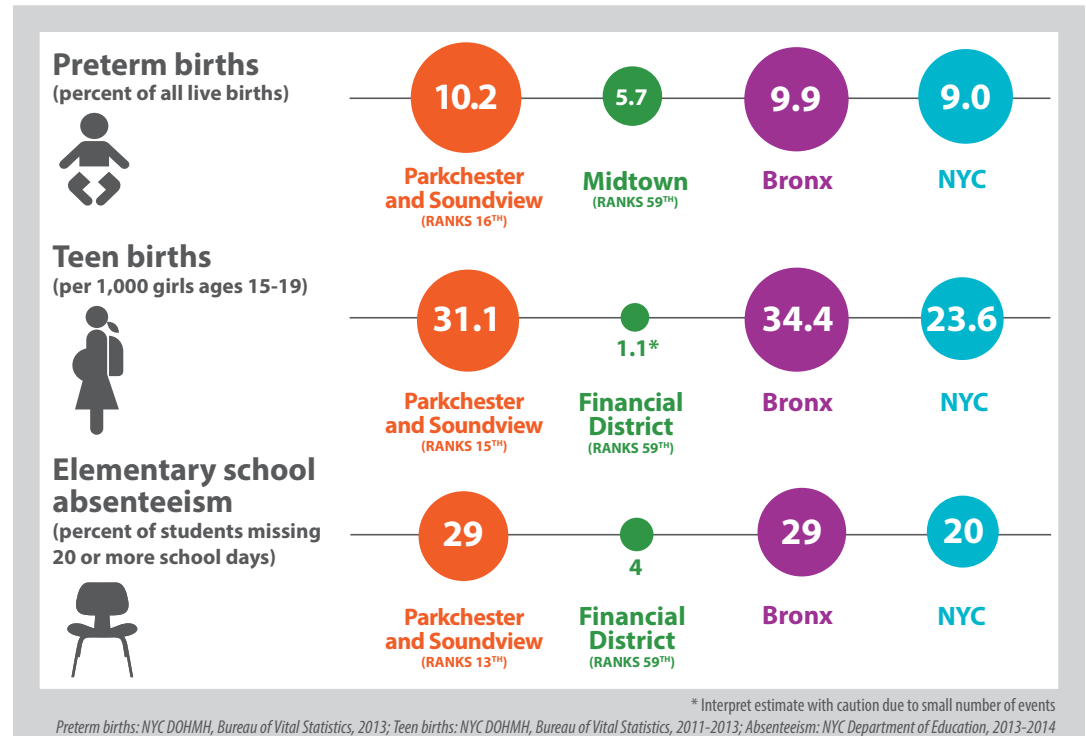 Preterm births
(percent of all live births)
10.2
5.7
9.9
9.0
Parkchester
and Soundview
(RANKS 16TH)
Midtown
(RANKS 59TH)
Bronx
NYC
Teen births
(per 1,000 girls ages 15-19)
31.1
1.1*
34.4
23.6
Parkchester
and Soundview
(RANKS 15TH)
Financial
District
(RANKS 59TH)
Bronx
NYC
Elementary school
absenteeism
(percent of students missing
20 or more school days)
29
4
29
20
Parkchester
and Soundview
(RANKS 13TH)
Financial
District
(RANKS 59TH)
Bronx
NYC
* Interpret estimate with caution due to small number of events
Preterm births: NYC DOHMH, Bureau of Vital Statistics, 2013; Teen births: NYC DOHMH, Bureau of Vital Statistics, 2011-2013; Absenteeism: NYC Department of Education, 2013-2014